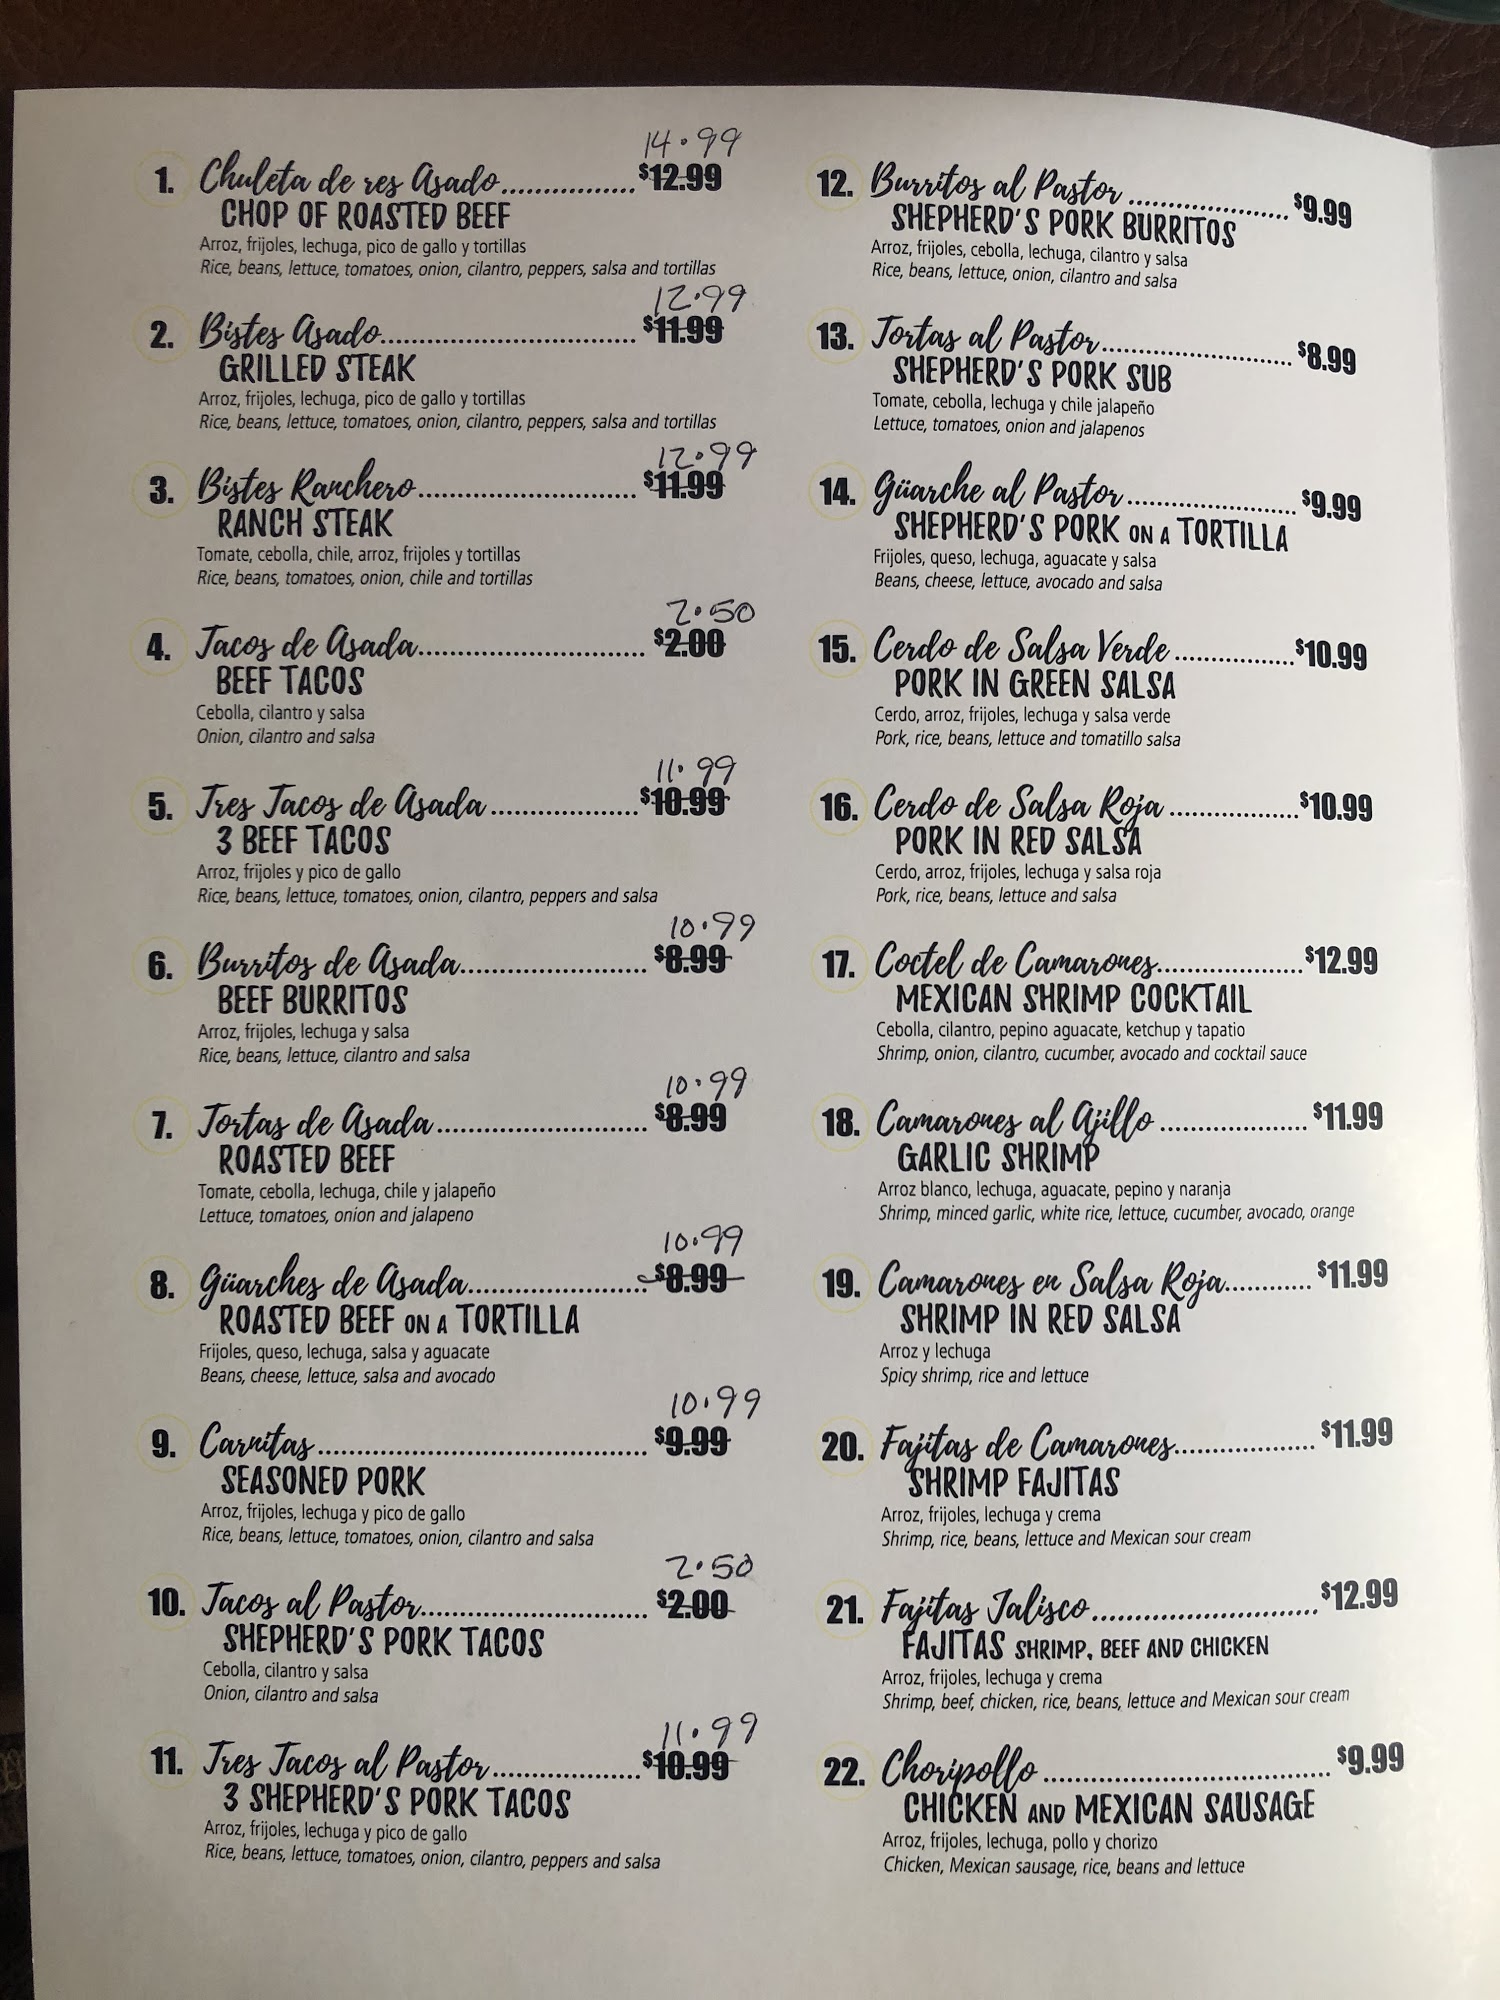 14.99
1. Chuleta de res Asado................$12.99
CHOP OF ROASTED BEEF
Arroz, frijoles, lechuga, pico de gallo y tortillas
Rice, beans, lettuce, tomatoes, onion, cilantro, peppers, salsa and tortillas
12.99
2. Bistes Asado................................$11.99
GRILLED STEAK
Arroz, frijoles, lechuga, pico de gallo y tortillas
Rice, beans, lettuce, tomatoes, onion, cilantro, peppers, salsa and tortillas
12.99
3. Bistes Ranchero...........................$11.99
RANCH STEAK
Tomate, cebolla, chile, arroz, frijoles y tortillas
Rice, beans, tomatoes, onion, chile and tortillas
2.50
4. Tacos de Asada............................$2.00
BEEF TACOS
Cebolla, cilantro y salsa
Onion, cilantro and salsa
11.99
5. Tres Tacos de Asada..................$10.99
3 BEEF TACOS
Arroz, frijoles y pico de gallo
Rice, beans, lettuce, tomatoes, onion, cilantro, peppers and salsa
10.99
6. Burritos de Asada.......................$8.99
BEEF BURRITOS
Arroz, frijoles, lechuga y salsa
Rice, beans, lettuce, cilantro and salsa
10.99
7. Tortas de Asada..........................$8.99
ROASTED BEEF
Tomate, cebolla, lechuga, chile y jalapeño
Lettuce, tomatoes, onion and jalapeno
10.99
8. Güarches de Asada......................$8.99
ROASTED BEEF ON A TORTILLA
Frijoles, queso, lechuga, salsa y aguacate
Beans, cheese, lettuce, salsa and avocado
10.99
9. Carnitas.........................................$9.99
SEASONED PORK
Arroz, frijoles, lechuga y pico de gallo
Rice, beans, lettuce, tomatoes, onion, cilantro and salsa
2.50
10. Tacos al Pastor............................$2.00
SHEPHERD'S PORK TACOS
Cebolla, cilantro y salsa
Onion, cilantro and salsa
11.99
11. Tres Tacos al Pastor..................$10.99
3 SHEPHERD'S PORK TACOS
Arroz, frijoles, lechuga y pico de gallo
Rice, beans, lettuce, tomatoes, onion, cilantro, peppers and salsa
12. Burritos al Pastor....................$9.99
SHEPHERD'S PORK BURRITOS
Arroz, frijoles, cebolla, lechuga, cilantro y salsa
Rice, beans, lettuce, onion, cilantro and salsa
13. Tortas al Pastor.......................$8.99
SHEPHERD'S PORK SUB
Tomate, cebolla, lechuga y chile jalapeño
Lettuce, tomatoes, onion and jalapenos
14. Güarche al Pastor.....................$9.99
SHEPHERD'S PORK ON A TORTILLA
Frijoles, queso, lechuga, aguacate y salsa
Beans, cheese, lettuce, avocado and salsa
15. Cerdo de Salsa Verde...............$10.99
PORK IN GREEN SALSA
Cerdo, arroz, frijoles, lechuga y salsa verde
Pork, rice, beans, lettuce and tomatillo salsa
16. Cerdo de Salsa Roja................$10.99
PORK IN RED SALSA
Cerdo, arroz, frijoles, lechuga y salsa roja
Pork, rice, beans, lettuce and salsa
17. Coctel de Camarones..................$12.99
MEXICAN SHRIMP COCKTAIL
Cebolla, cilantro, pepino aguacate, ketchup y tapatio
Shrimp, onion, cilantro, cucumber, avocado and cocktail sauce
18. Camarones al Ajillo..................$11.99
GARLIC SHRIMP
Arroz blanco, lechuga, aguacate, pepino y naranja
Shrimp, minced garlic, white rice, lettuce, cucumber, avocado, orange
19. Camarones en Salsa Roja...........$11.99
SHRIMP IN RED SALSA
Arroz y lechuga
Spicy shrimp, rice and lettuce
20. Fajitas de Camarones.................$11.99
SHRIMP FAJITAS
Arroz, frijoles, lechuga y crema
Shrimp, rice, beans, lettuce and Mexican sour cream
21. Fajitas Jalisco...........................$12.99
FAJITAS SHRIMP, BEEF AND CHICKEN
Arroz, frijoles, lechuga y crema
Shrimp, beef, chicken, rice, beans, lettuce and Mexican sour cream
22. Choripollo...................................$9.99
CHICKEN AND MEXICAN SAUSAGE
Arroz, frijoles, lechuga, pollo y chorizo
Chicken, Mexican sausage, rice, beans and lettuce